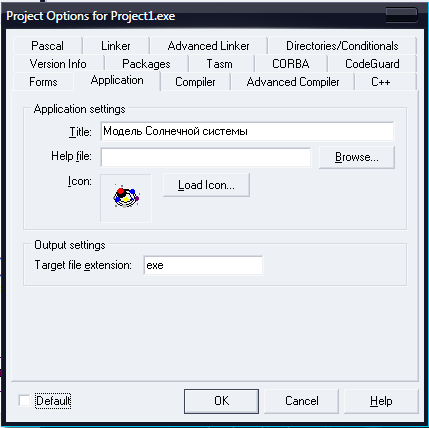 Project Options for Project1.exe
Pascal Linker Advanced Linker Directories/Conditionals
Version Info Packages Tasm CORBA CodeGuard
Forms Application Compiler Advanced Compiler C++
Application settings
Title: Модель Солнечной системы
Help file: Browse...
Icon: Load Icon...
Output settings
Target file extension: exe
Default OK Cancel Help